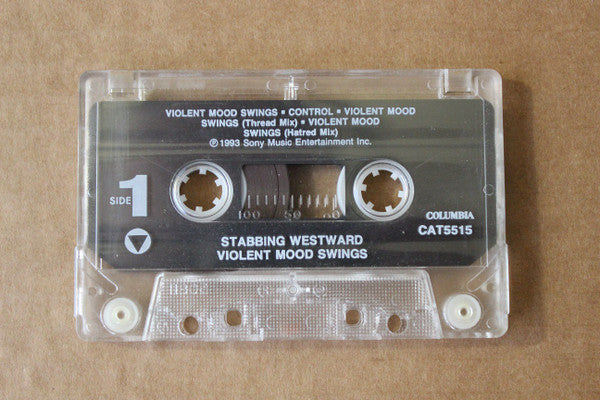 VIOLENT MOOD SWINGS ▪ CONTROL ▪ VIOLENT MOOD
SWINGS (Thread Mix) ▪ VIOLENT MOOD
SWINGS (Hatred Mix)
℗ 1993 Sony Music Entertainment Inc.
SIDE 1
100 50 0
COLUMBIA
CAT5515
STABBING WESTWARD
VIOLENT MOOD SWINGS